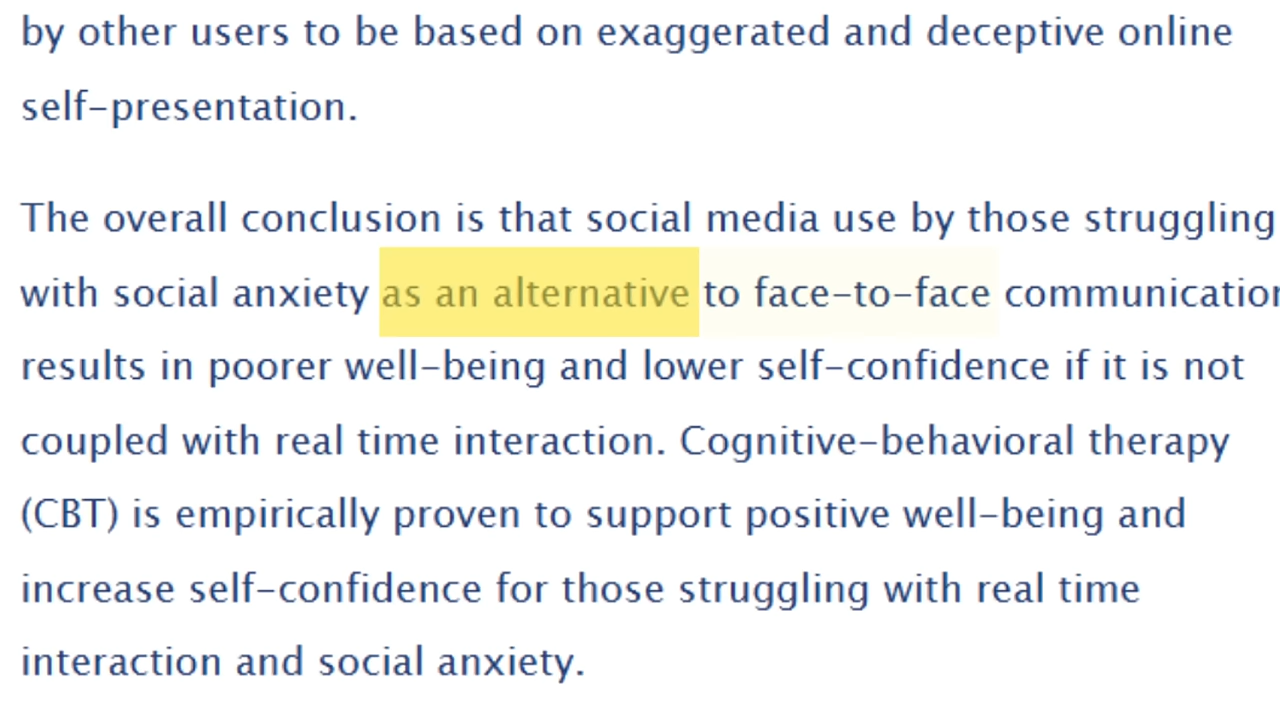 by other users to be based on exaggerated and deceptive online
self-presentation.
The overall conclusion is that social media use by those struggling
with social anxiety as an alternative to face-to-face communication
results in poorer well-being and lower self-confidence if it is not
coupled with real time interaction. Cognitive-behavioral therapy
(CBT) is empirically proven to support positive well-being and
increase self-confidence for those struggling with real time
interaction and social anxiety.